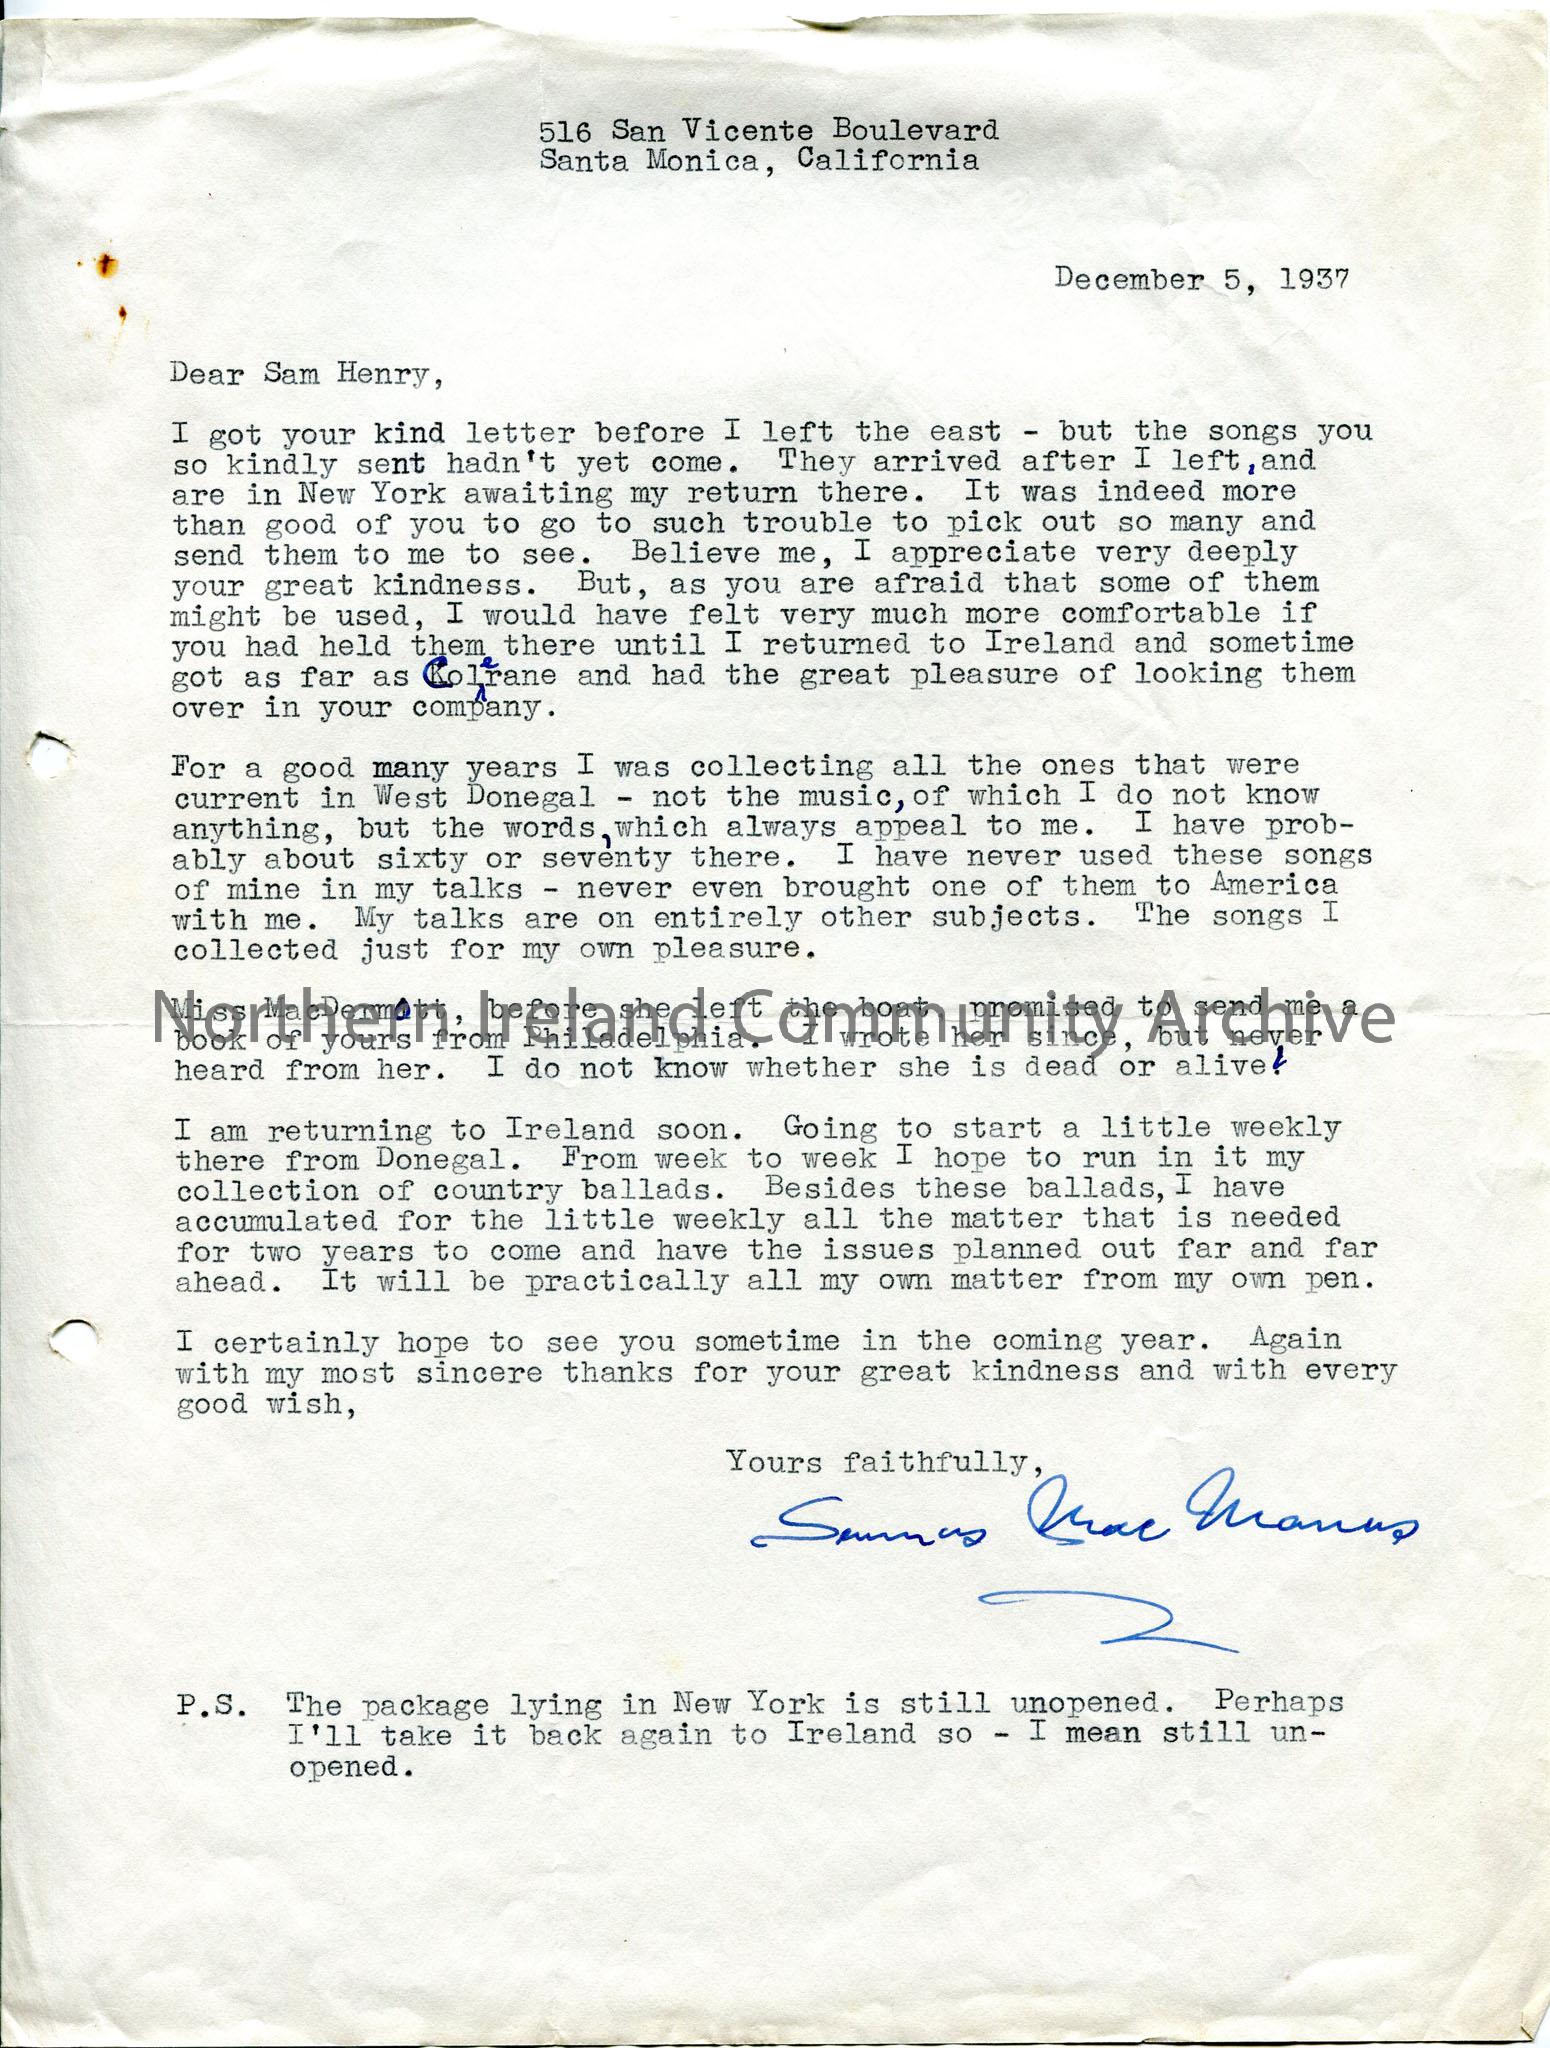 516 San Vicente Boulevard
Santa Monica, California
December 5, 1937
Dear Sam Henry,
I got your kind letter before I left the east - but the songs you
so kindly sent hadn't yet come. They arrived after I left, and
are in New York awaiting my return there. It was indeed more
than good of you to go to such trouble to pick out so many and
send them to me to see. Believe me, I appreciate very deeply
your great kindness. But, as you are afraid that some of them
might be used, I would have felt very much more comfortable if
you had held them there until I returned to Ireland and sometime
got as far as Colerane and had the great pleasure of looking them
over in your company.
For a good many years I was collecting all the ones that were
current in West Donegal - not the music, of which I do not know
anything, but the words, which always appeal to me. I have prob-
ably about sixty or seventy there. I have never used these songs
of mine in my talks - never even brought one of them to America
with me. My talks are on entirely other subjects. The songs I
collected just for my own pleasure.
Miss MacDermott, before she left the boat, promised to send me a
Northern Ireland Community Archive
book of yours from Philadelphia. I wrote her since, but never
heard from her. I do not know whether she is dead or alive!
I am returning to Ireland soon. Going to start a little weekly
there from Donegal. From week to week I hope to run in it my
collection of country ballads. Besides these ballads, I have
accumulated for the little weekly all the matter that is needed
for two years to come and have the issues planned out far and far
ahead. It will be practically all my own matter from my own pen.
I certainly hope to see you sometime in the coming year. Again
with my most sincere thanks for your great kindness and with every
good wish,
Yours faithfully,
Seumas MacManus
P.S. The package lying in New York is still unopened. Perhaps
I'll take it back again to Ireland so - I mean still un-
opened.